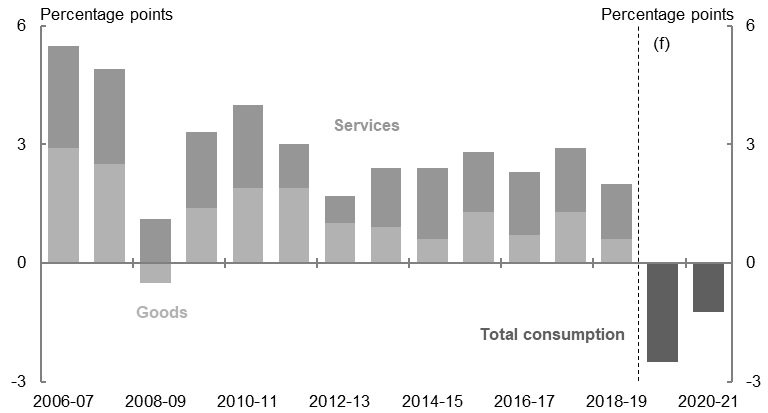 Percentage points
Percentage points
6
6
(f)
Services
3
3
0
0
Goods
Total consumption
-3
-3
2006-07
2008-09
2010-11
2012-13
2014-15
2016-17
2018-19
2020-21